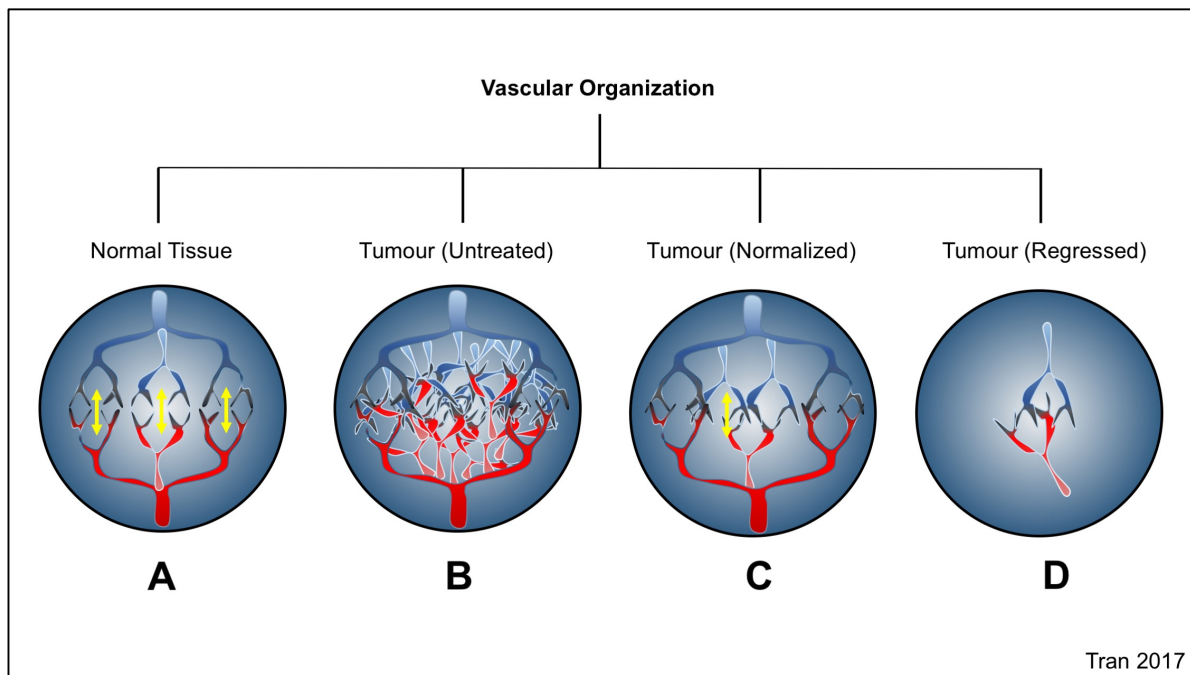 Vascular Organization
Normal Tissue
Tumour (Untreated)
Tumour (Normalized)
Tumour (Regressed)
A
B
C
D
Tran 2017